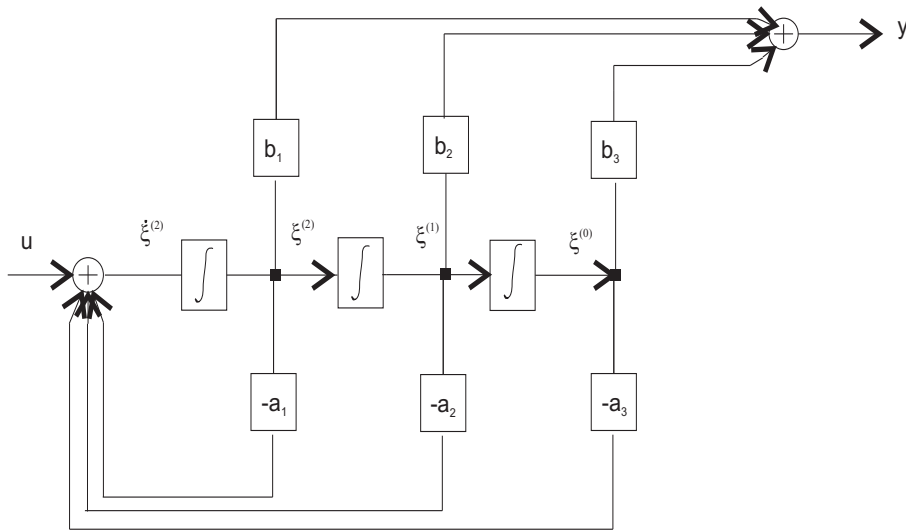 y
b₁
b₂
b₃
u
ξ̇⁽²⁾
ξ⁽²⁾
ξ⁽¹⁾
ξ⁽⁰⁾
+
+
∫
∫
∫
-a₁
-a₂
-a₃